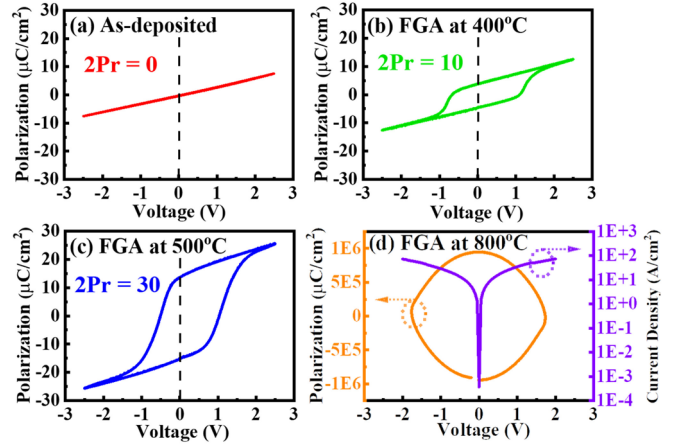 (a) As-deposited
2Pr = 0
Polarization (μC/cm²)
30
20
10
0
-10
-20
-30
-3 -2 -1 0 1 2 3
Voltage (V)
(b) FGA at 400ºC
2Pr = 10
Polarization (μC/cm²)
30
20
10
0
-10
-20
-30
-3 -2 -1 0 1 2 3
Voltage (V)
(c) FGA at 500ºC
2Pr = 30
Polarization (μC/cm²)
30
20
10
0
-10
-20
-30
-3 -2 -1 0 1 2 3
Voltage (V)
(d) FGA at 800ºC
Polarization (μC/cm²)
1E6
5E5
0
-5E5
-1E6
-3 -2 -1 0 1 2 3
Voltage (V)
1E+3
1E+2
1E+1
1E+0
1E-1
1E-2
1E-3
1E-4
Current Density (A/cm²)